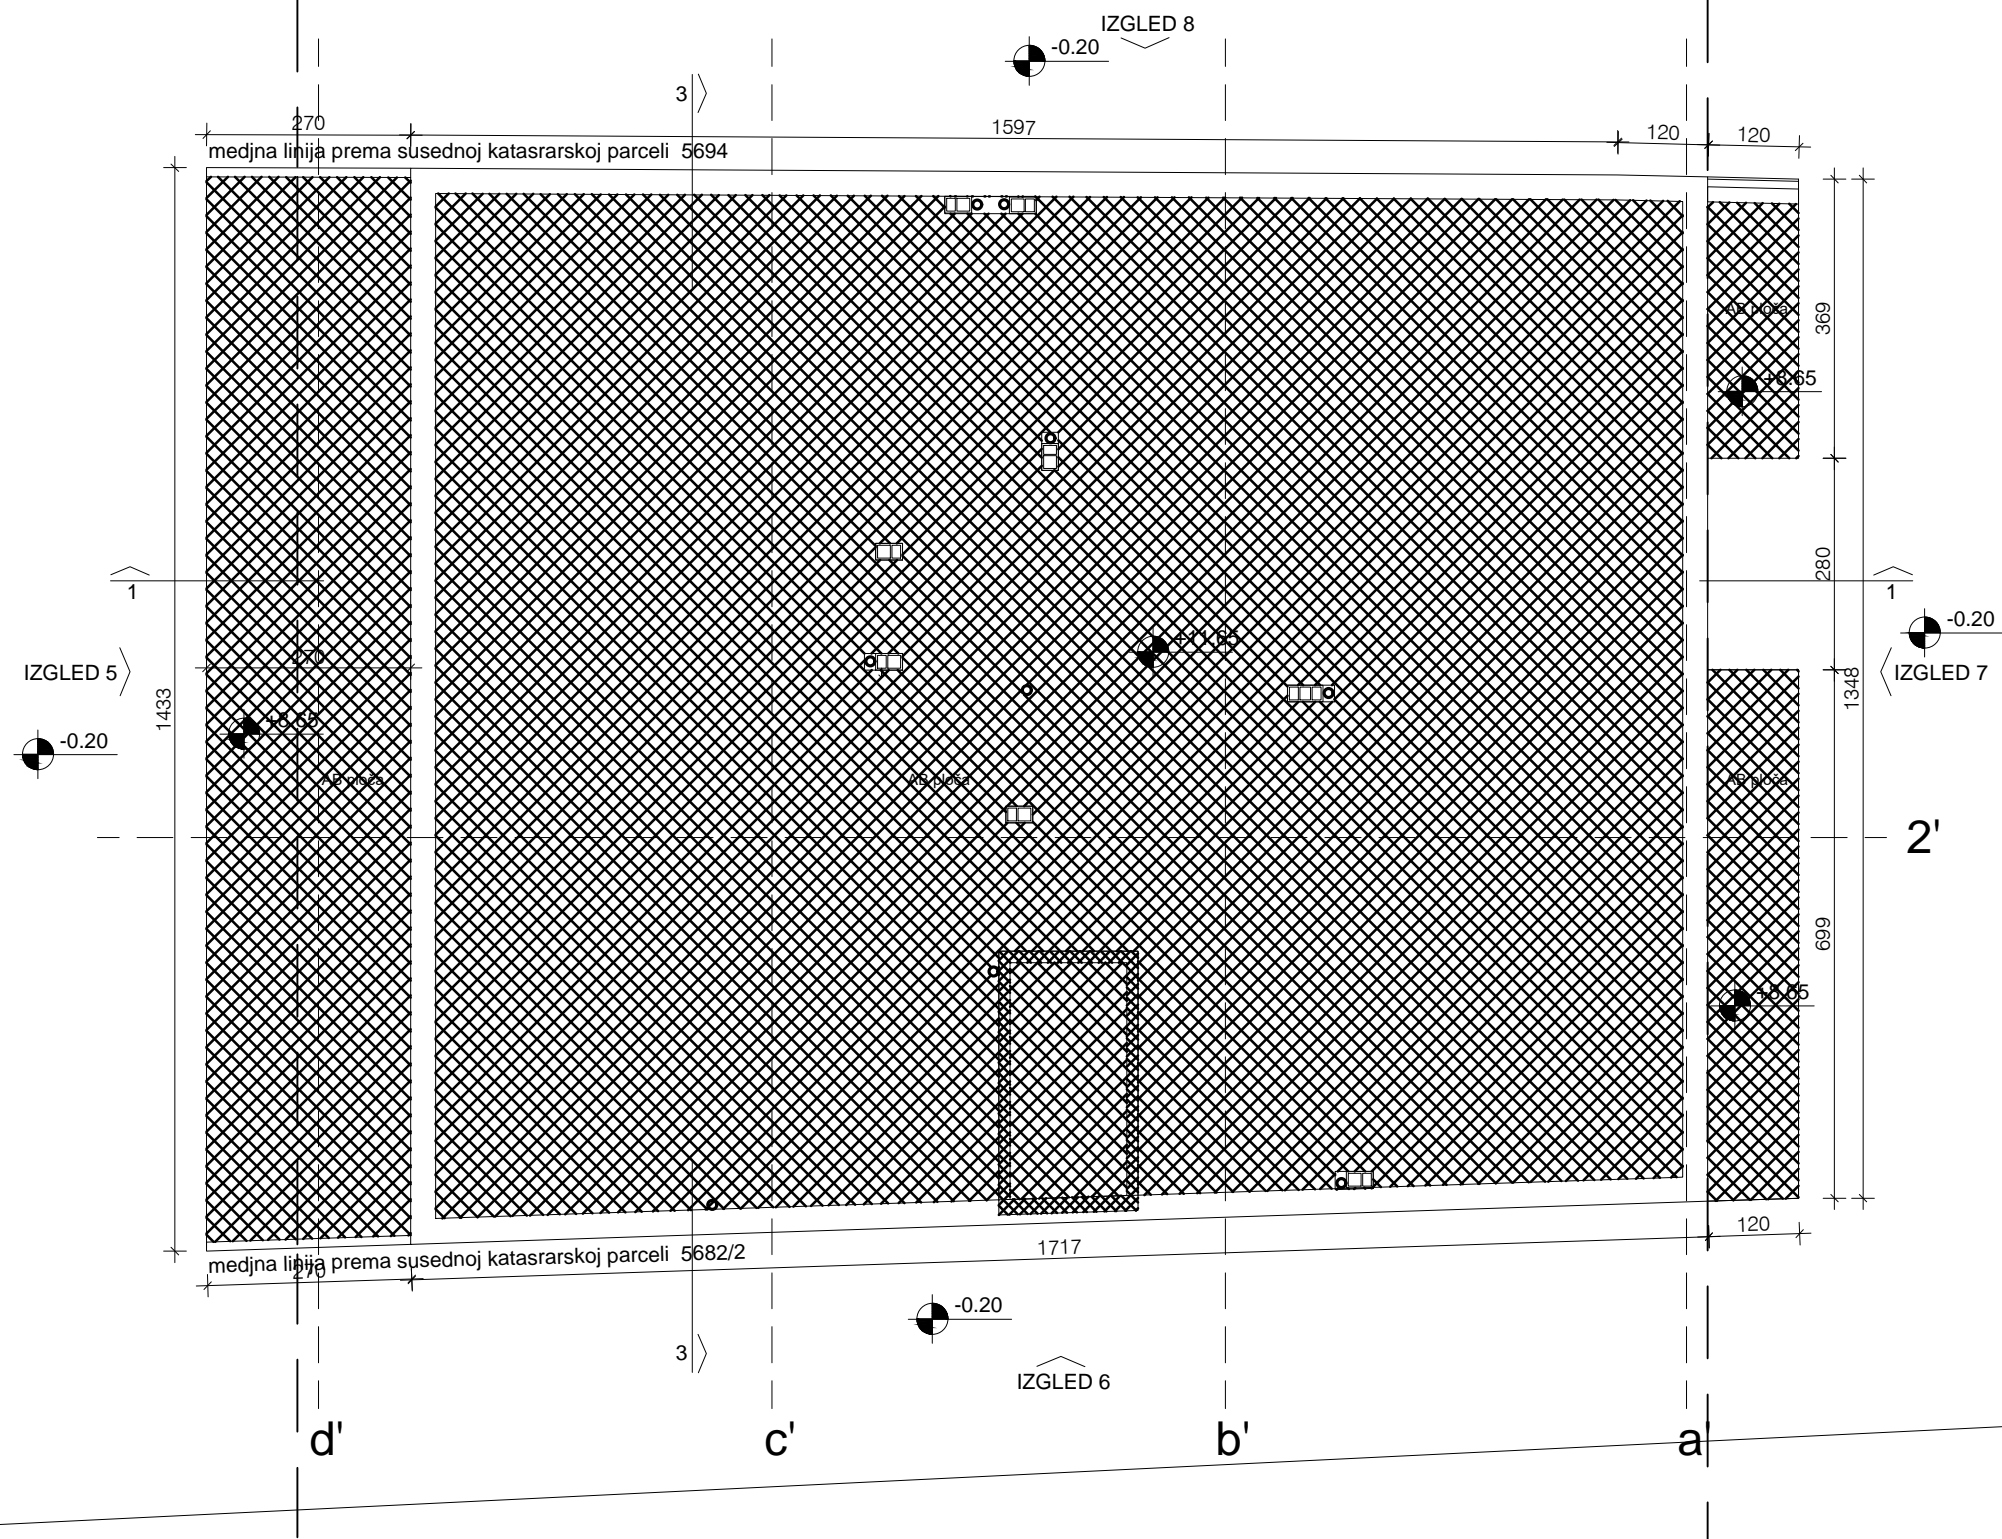 IZGLED 8
-0.20
3
270
1597
120
120
medjna linija prema susednoj katasrarskoj parceli 5694
369
AB ploča
+8.65
280
1
1
-0.20
IZGLED 5
270
+11.65
IZGLED 7
1433
1348
+8.65
-0.20
AB ploča
AB ploča
AB ploča
2'
699
+8.65
120
1717
medjna linija prema susednoj katasrarskoj parceli 5682/2
270
-0.20
3
IZGLED 6
d'
c'
b'
a'